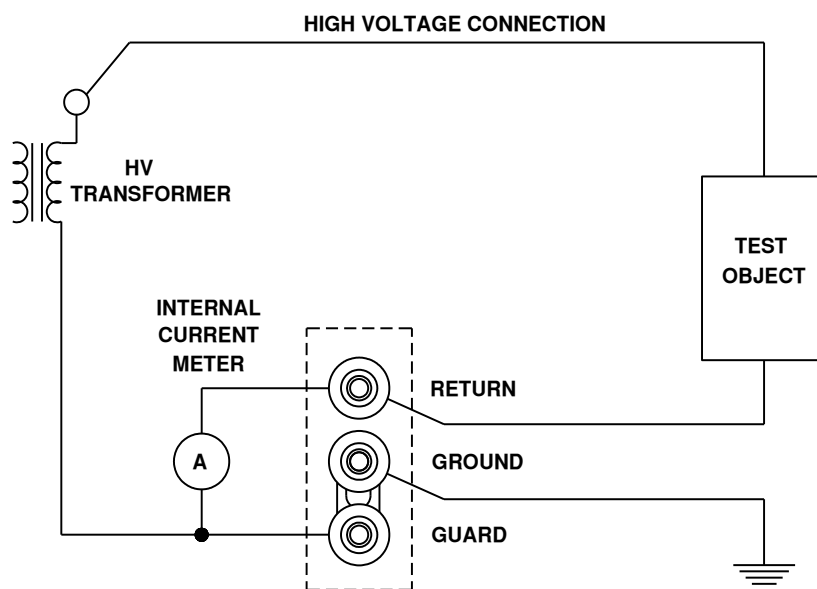 HIGH VOLTAGE CONNECTION
HV
TRANSFORMER
TEST
OBJECT
INTERNAL
CURRENT
METER
RETURN
A
GROUND
GUARD